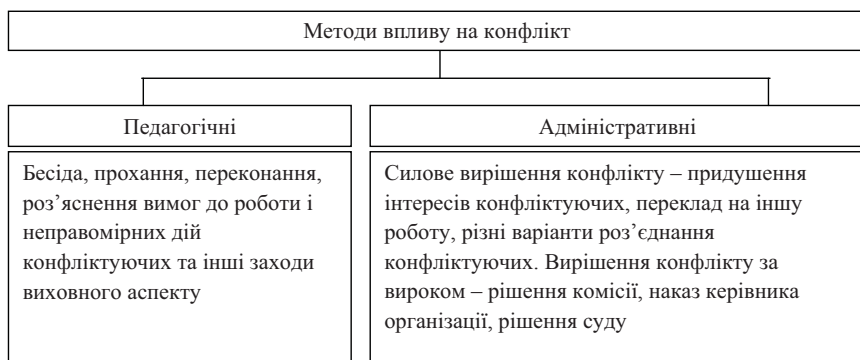 Методи впливу на конфлікт
Педагогічні
Бесіда, прохання, переконання,
роз’яснення вимог до роботи і
неправомірних дій
конфліктуючих та інші заходи
виховного аспекту
Адміністративні
Силове вирішення конфлікту – придушення
інтересів конфліктуючих, переклад на іншу
роботу, різні варіанти роз’єднання
конфліктуючих. Вирішення конфлікту за
вироком – рішення комісії, наказ керівника
організації, рішення суду